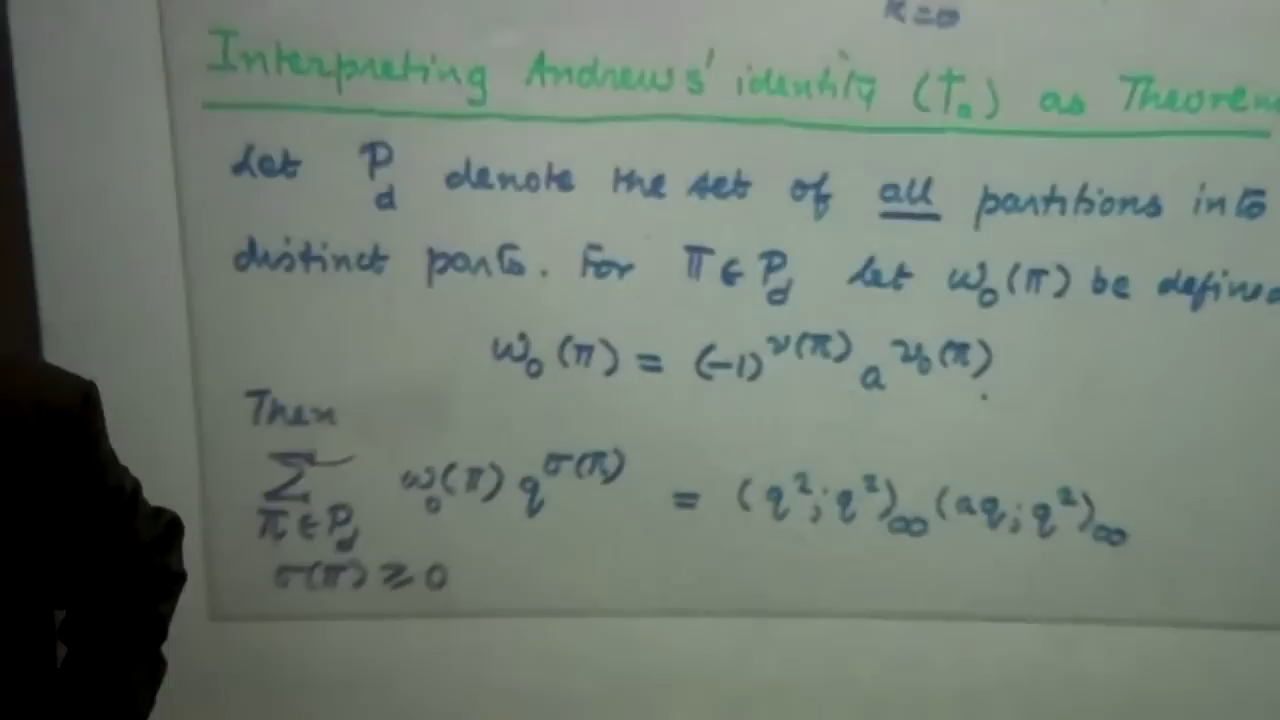 K=0
Interpreting Andrews' identity (T₀) as Theorem
Let P_d denote the set of all partitions into
distinct parts. For π ∈ P_d let ω₀(π) be defined
ω₀(π) = (-1)^ν(π) a^ν₀(π).
Then
∑ ω₀(π) q^σ(π) = (q²;q²)_∞ (aq;q²)_∞
π ∈ P_d
σ(π) ≥ 0